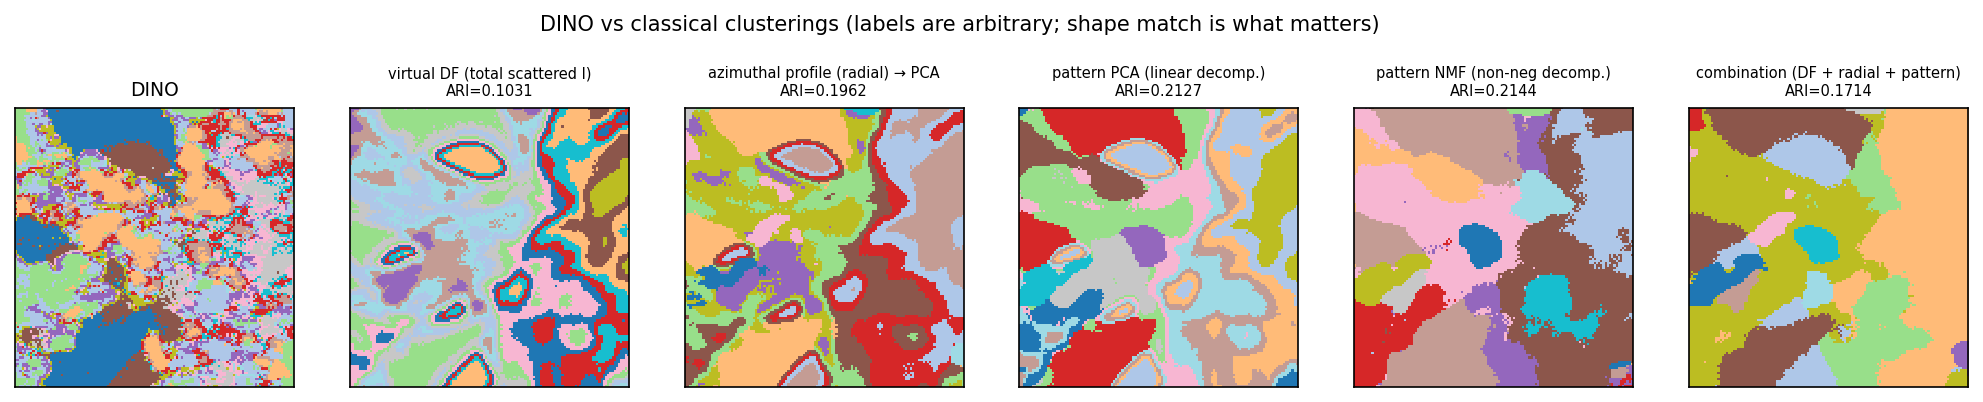 DINO vs classical clusterings (labels are arbitrary; shape match is what matters)
DINO
virtual DF (total scattered I)
ARI=0.1031
azimuthal profile (radial) → PCA
ARI=0.1962
pattern PCA (linear decomp.)
ARI=0.2127
pattern NMF (non-neg decomp.)
ARI=0.2144
combination (DF + radial + pattern)
ARI=0.1714